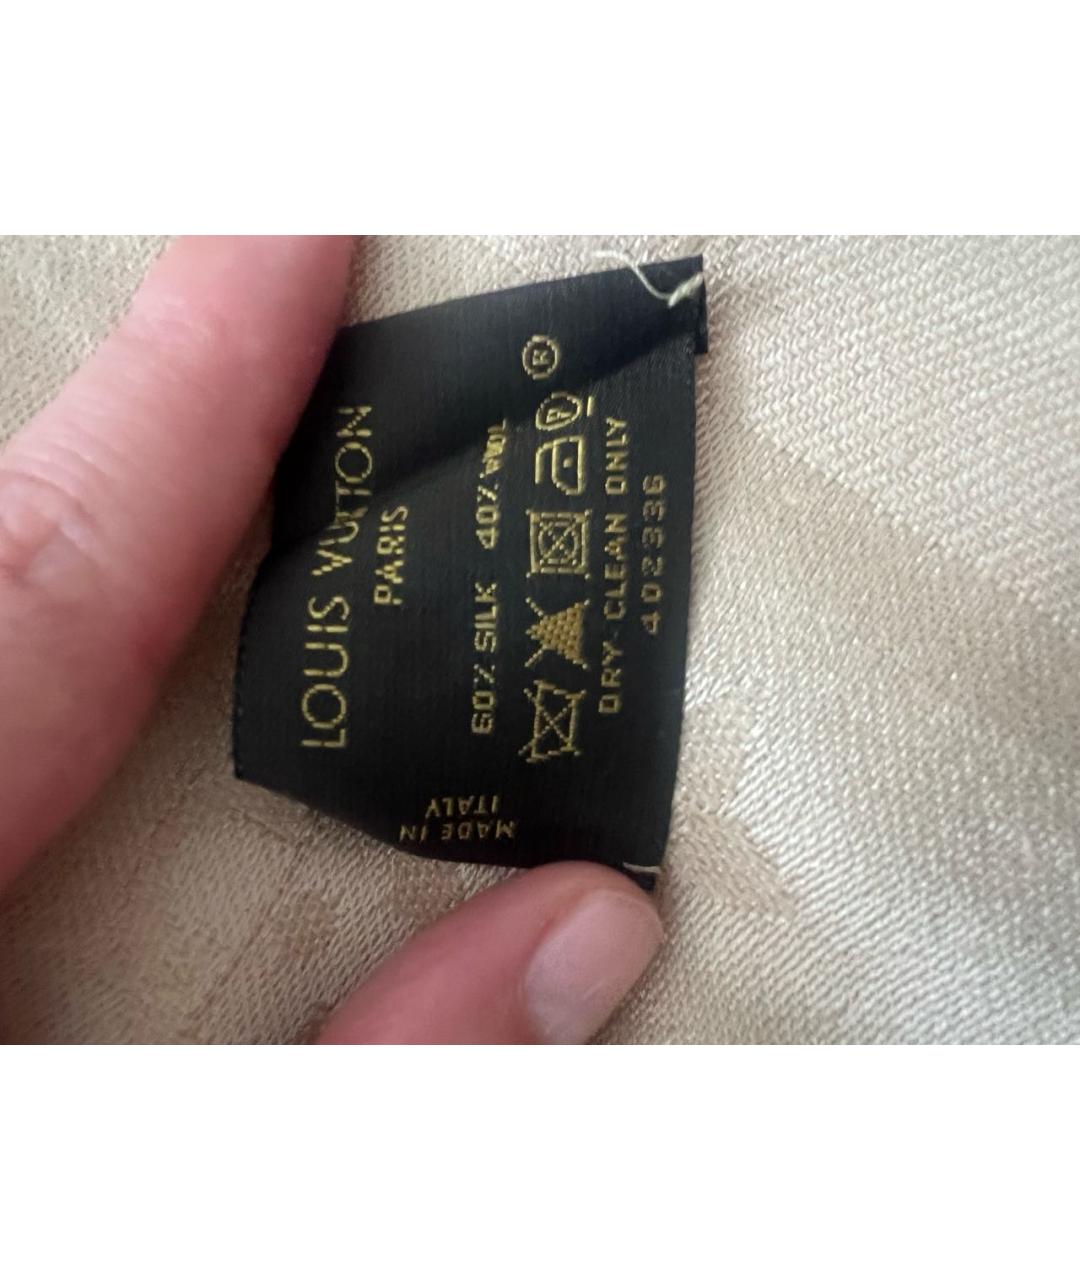 LOUIS VUITTON
PARIS
60% SILK 40% WOOL
P
DRY-CLEAN ONLY
402336
®
MADE IN
ITALY